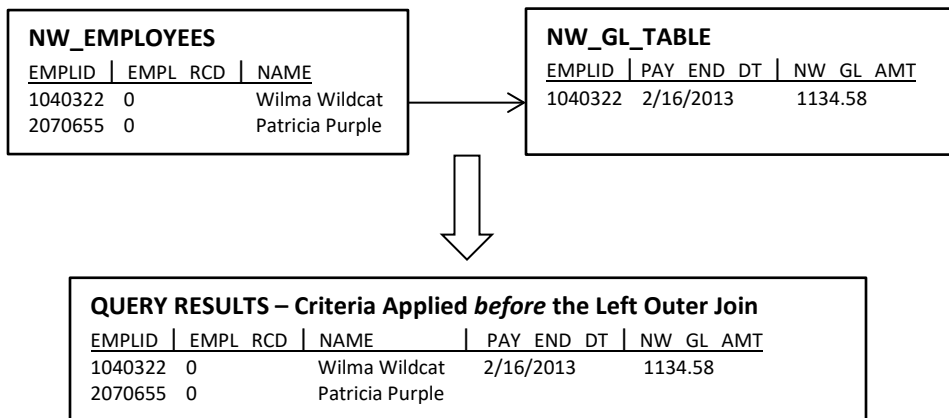 NW_EMPLOYEES
EMPLID | EMPL RCD | NAME
1040322 0 Wilma Wildcat
2070655 0 Patricia Purple
NW_GL_TABLE
EMPLID | PAY END DT | NW GL AMT
1040322 2/16/2013 1134.58
QUERY RESULTS – Criteria Applied before the Left Outer Join
EMPLID | EMPL RCD | NAME | PAY END DT | NW GL AMT
1040322 0 Wilma Wildcat 2/16/2013 1134.58
2070655 0 Patricia Purple